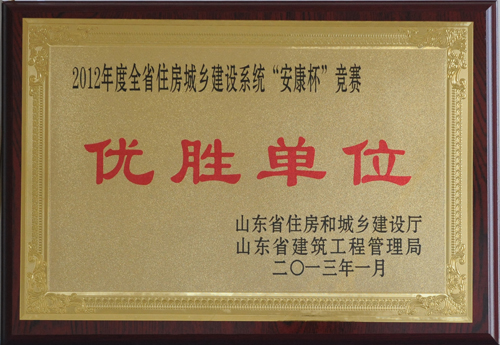 2012年度全省住房城乡建设系统“安康杯”竞赛
优胜单位
山东省住房和城乡建设厅
山东省建筑工程管理局
二〇一三年一月